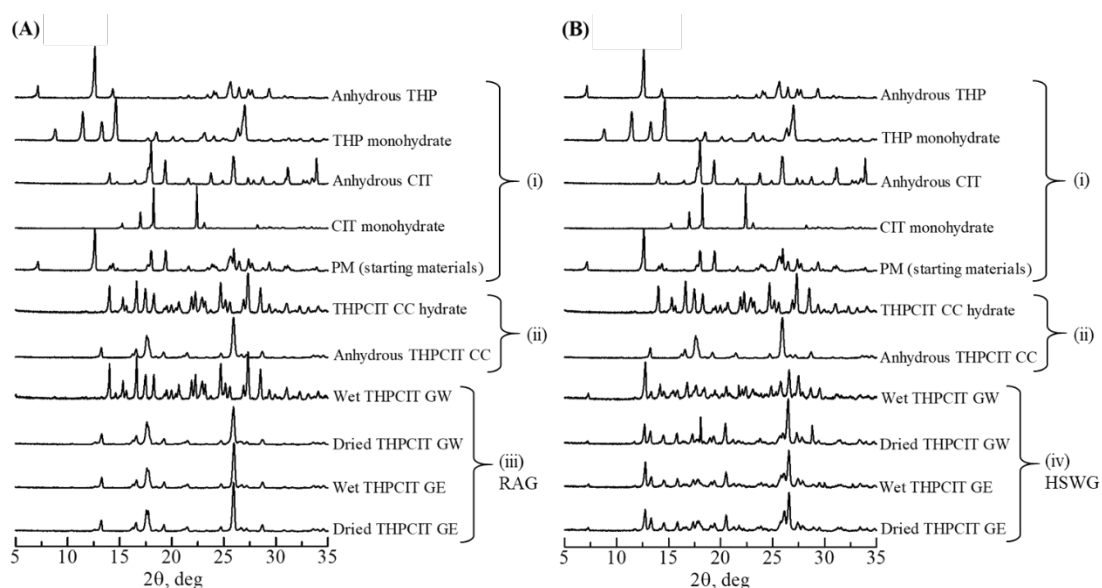 (A)
Anhydrous THP
THP monohydrate
Anhydrous CIT
(i)
CIT monohydrate
PM (starting materials)
THPCIT CC hydrate
(ii)
Anhydrous THPCIT CC
Wet THPCIT GW
Dried THPCIT GW
(iii)
RAG
Wet THPCIT GE
Dried THPCIT GE
5 10 15 20 25 30 35
2θ, deg
(B)
Anhydrous THP
THP monohydrate
Anhydrous CIT
(i)
CIT monohydrate
PM (starting materials)
THPCIT CC hydrate
(ii)
Anhydrous THPCIT CC
Wet THPCIT GW
Dried THPCIT GW
(iv)
HSWG
Wet THPCIT GE
Dried THPCIT GE
5 10 15 20 25 30 35
2θ, deg